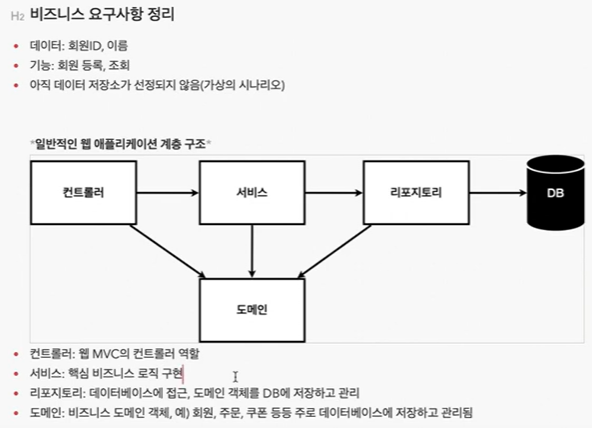 H2 비즈니스 요구사항 정리
데이터: 회원ID, 이름
기능: 회원 등록, 조회
아직 데이터 저장소가 선정되지 않음(가상의 시나리오)
*일반적인 웹 애플리케이션 계층 구조*
컨트롤러
서비스
리포지토리
DB
도메인
컨트롤러: 웹 MVC의 컨트롤러 역할
서비스: 핵심 비즈니스 로직 구현
리포지토리: 데이터베이스에 접근, 도메인 객체를 DB에 저장하고 관리
도메인: 비즈니스 도메인 객체, 예) 회원, 주문, 쿠폰 등등 주로 데이터베이스에 저장하고 관리됨